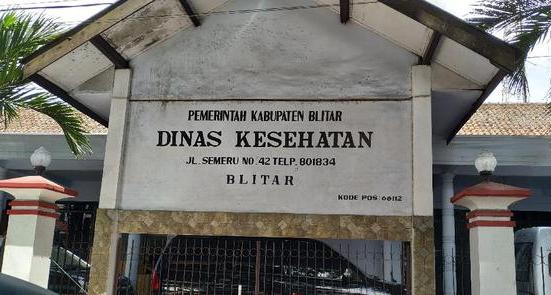 PEMERINTAH KABUPATEN BLITAR
DINAS KESEHATAN
JL. SEMERU NO. 42 TELP. 801834
BLITAR
KODE POS 66112